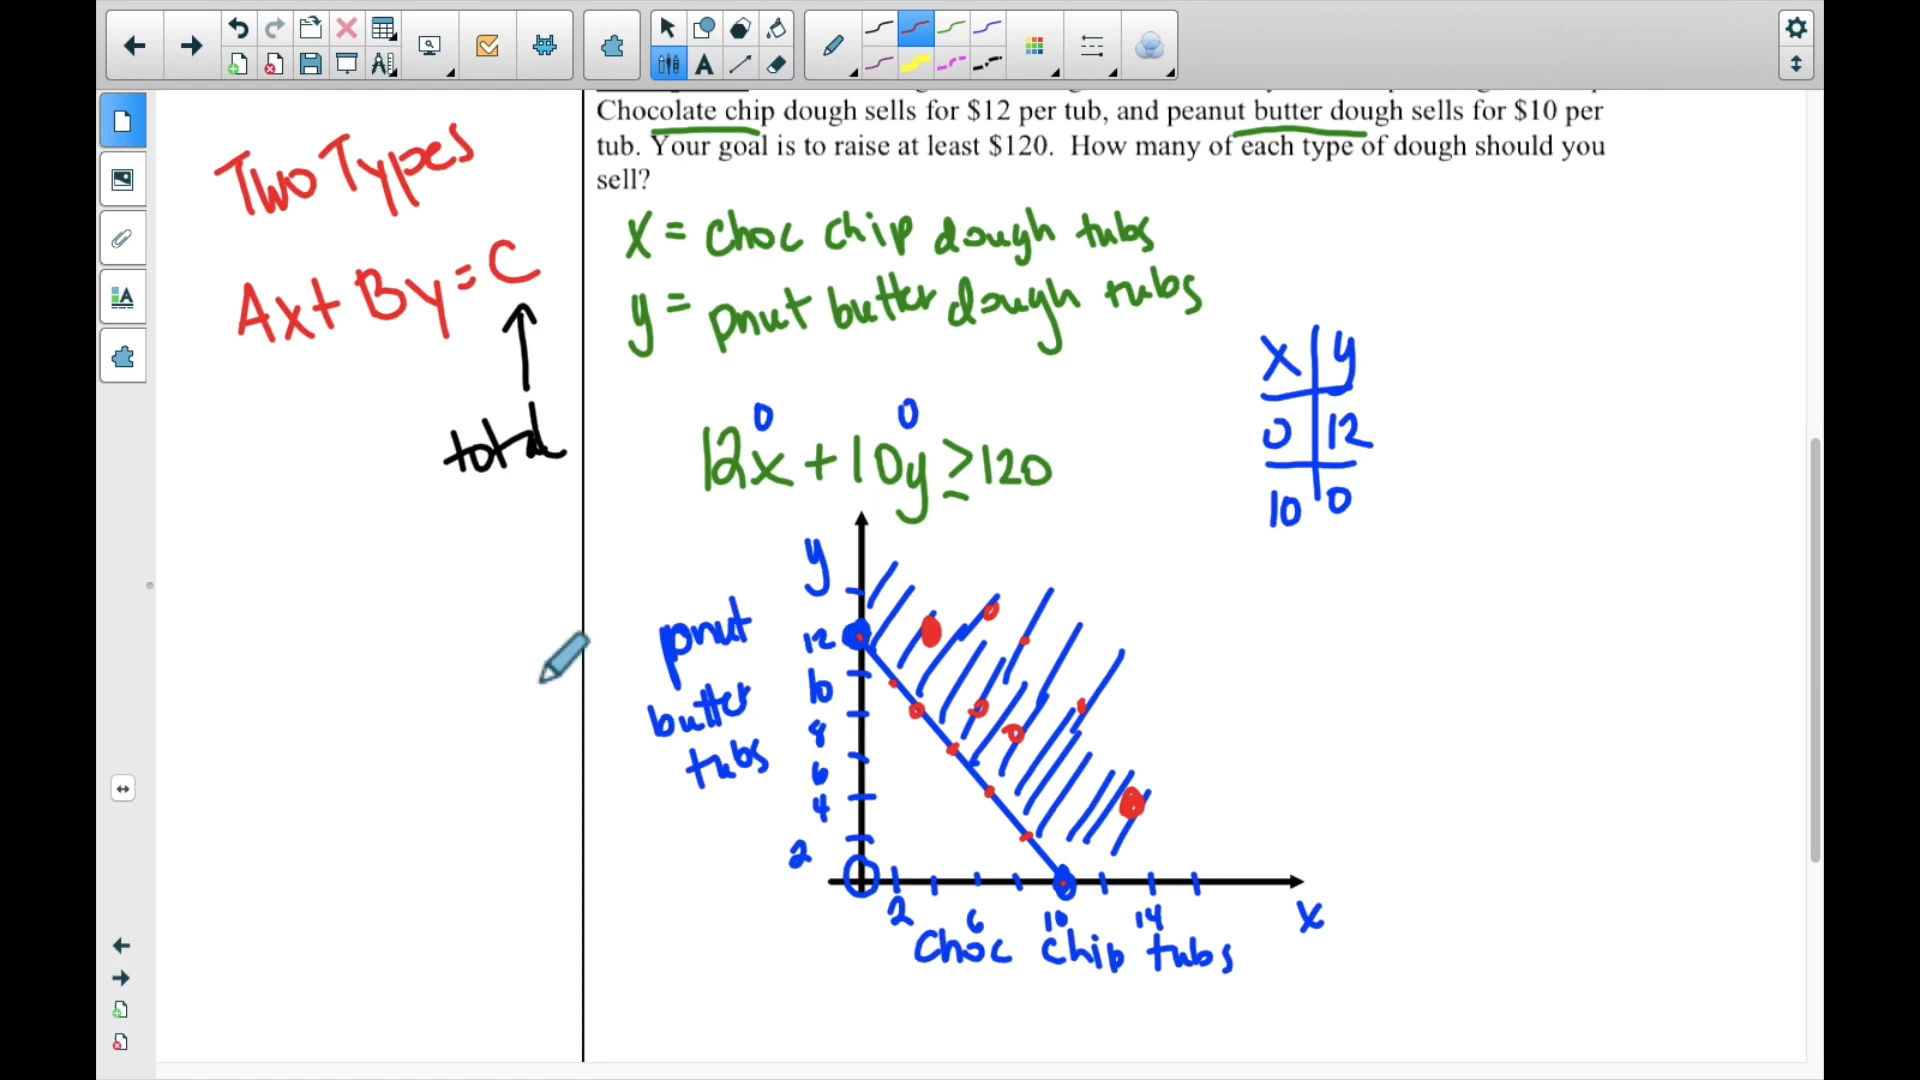 Chocolate chip dough sells for $12 per tub, and peanut butter dough sells for $10 per
tub. Your goal is to raise at least $120. How many of each type of dough should you
sell?
Two Types
Ax + By = C
total
x = choc chip dough tubs
y = pnut butter dough tubs
0 0
12x + 10y ≥ 120
x y
0 12
10 0
y
pnut
butter
tubs
12
10
8
6
4
2
2 6 10 14
x
Choc chip tubs